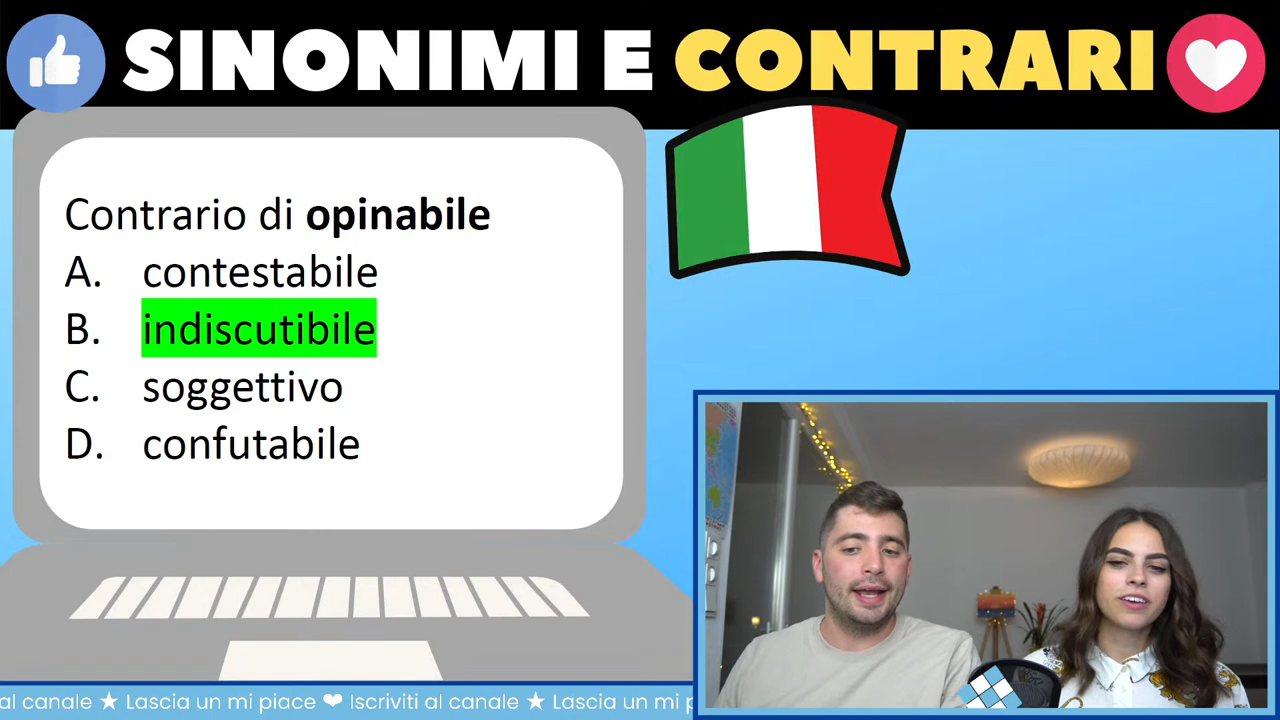 SINONIMI E CONTRARI
Contrario di opinabile
A. contestabile
B. indiscutibile
C. soggettivo
D. confutabile
al canale ★ Lascia un mi piace ❤ Iscriviti al canale ★ Lascia un mi p